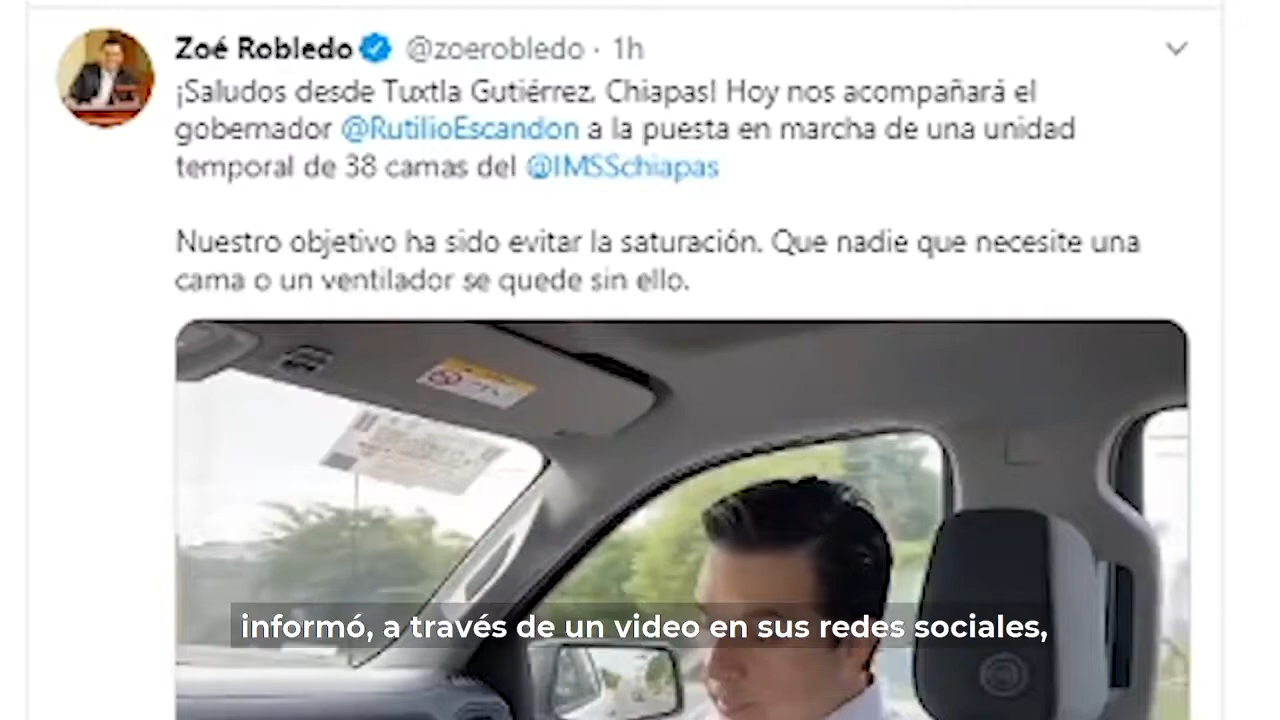 Zoé Robledo @zoerobledo · 1h
¡Saludos desde Tuxtla Gutiérrez, Chiapas! Hoy nos acompañará el
gobernador @RutilioEscandon a la puesta en marcha de una unidad
temporal de 38 camas del @IMSSchiapas
Nuestro objetivo ha sido evitar la saturación. Que nadie que necesite una
cama o un ventilador se quede sin ello.
informó, a través de un video en sus redes sociales,